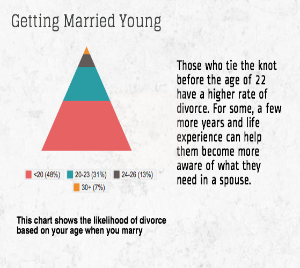 Getting Married Young
Those who tie the knot
before the age of 22
have a higher rate of
divorce. For some, a few
more years and life
experience can help
them become more
aware of what they
need in a spouse.
<20 (48%) 20-23 (31%) 24-26 (13%)
30+ (7%)
This chart shows the likelihood of divorce
based on your age when you marry